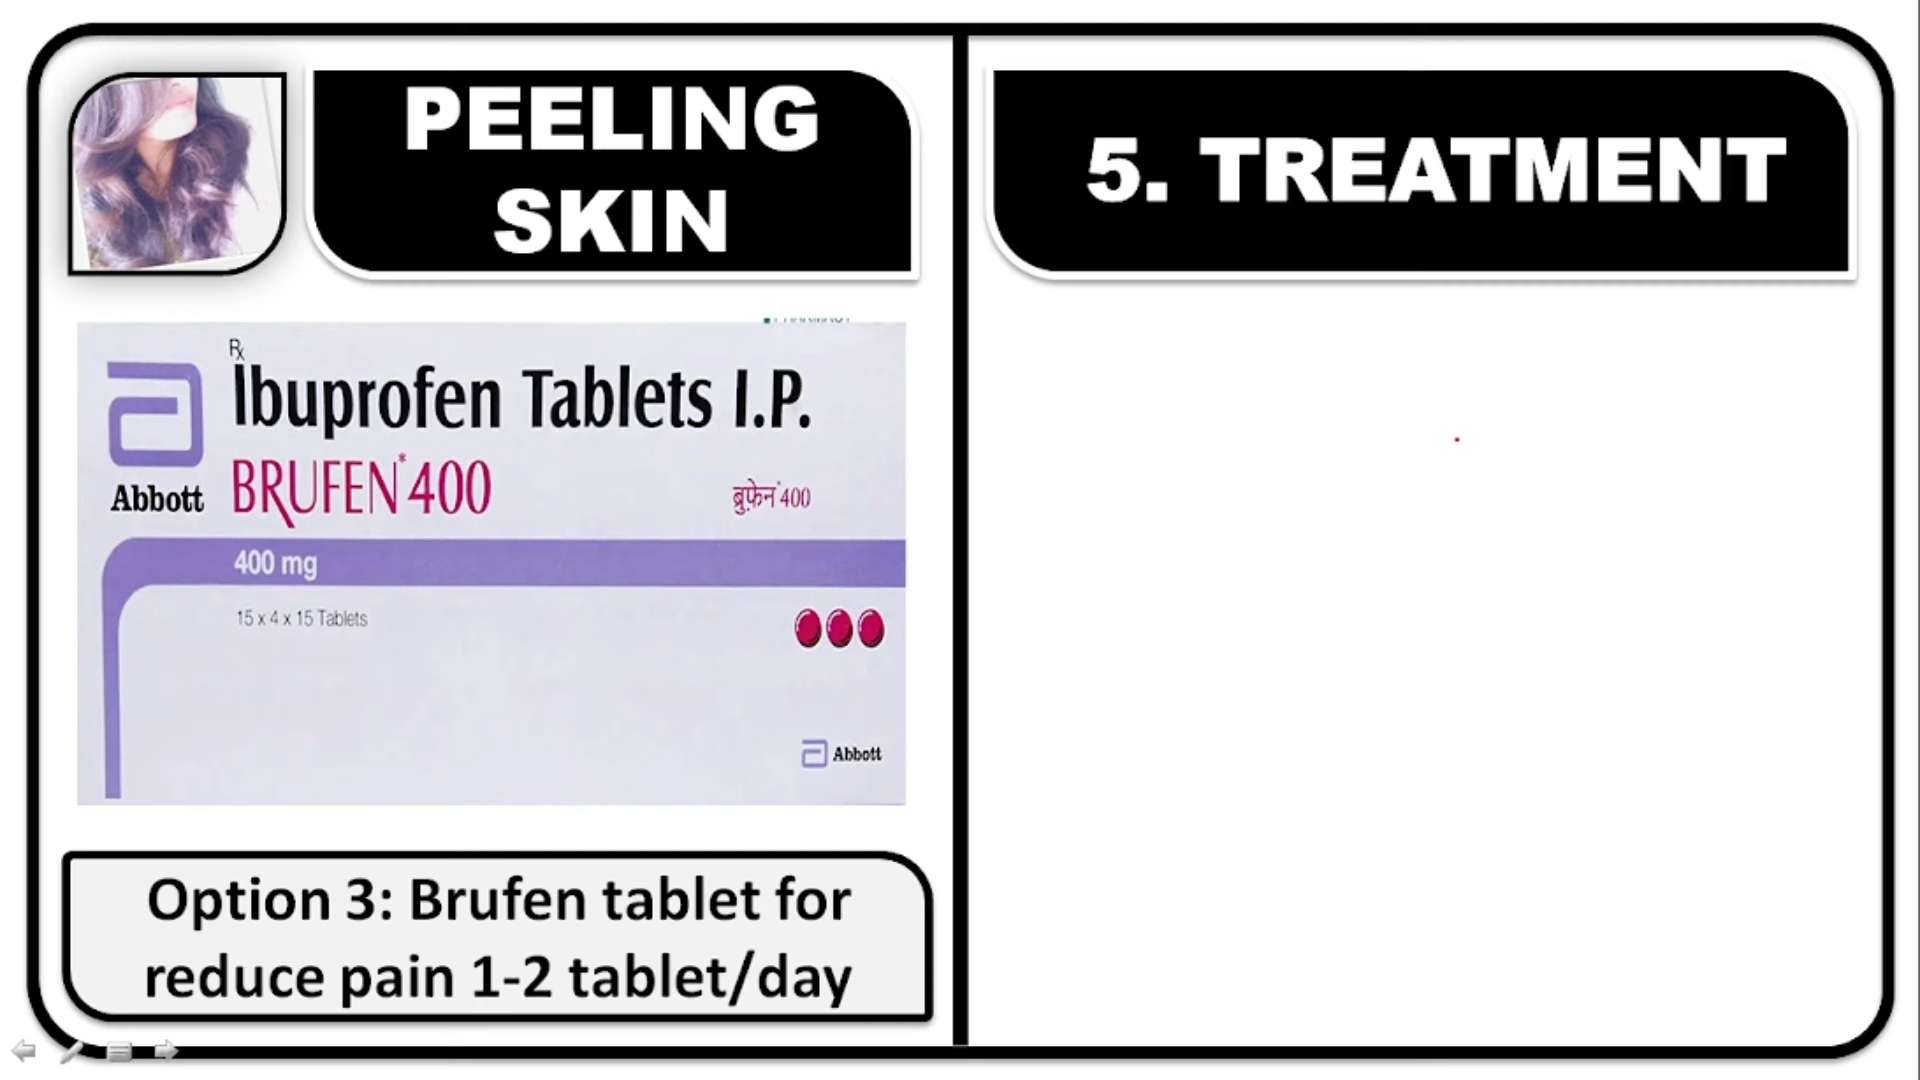 PEELING
SKIN
5. TREATMENT
Rx
Ibuprofen Tablets I.P.
Abbott
BRUFEN*400
ब्रुफ़ेन*400
400 mg
15 x 4 x 15 Tablets
Abbott
Option 3: Brufen tablet for
reduce pain 1-2 tablet/day